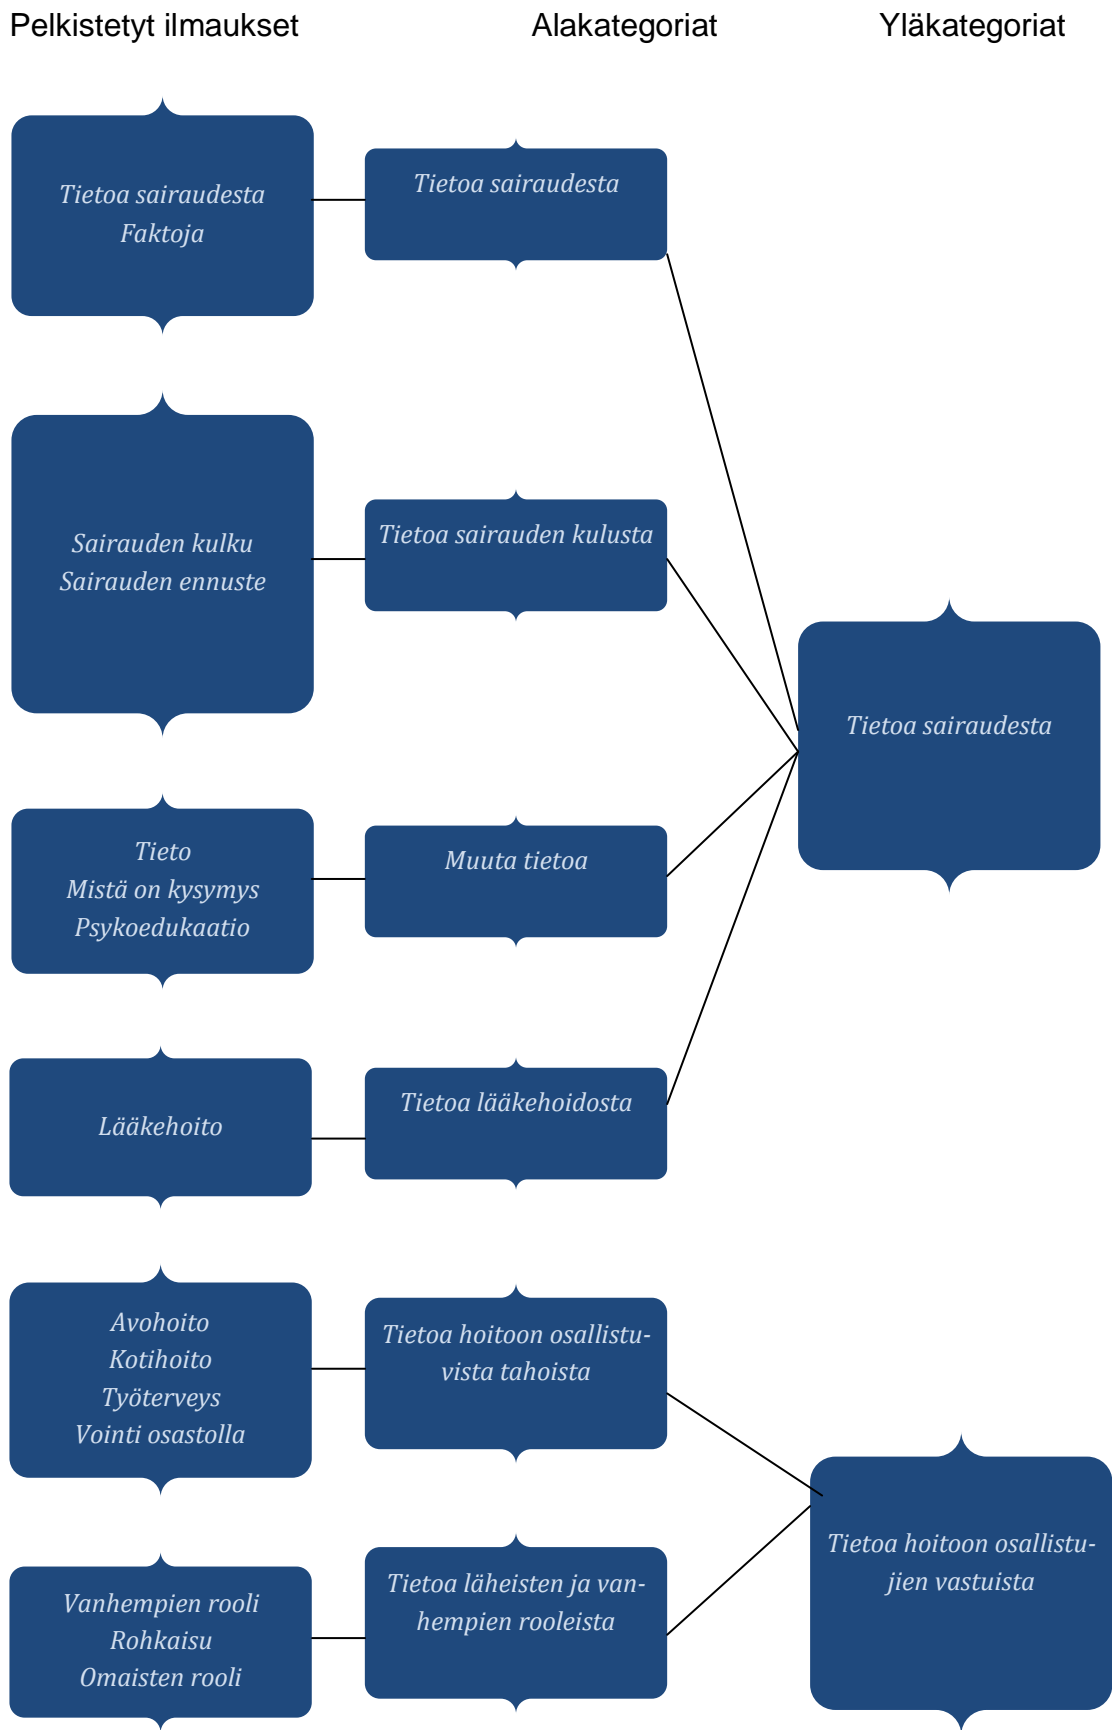 Pelkistetyt ilmaukset
Alakategoriat
Yläkategoriat
Tietoa sairaudesta
Faktoja
Tietoa sairaudesta
Sairauden kulku
Sairauden ennuste
Tietoa sairauden kulusta
Tietoa sairaudesta
Tieto
Mistä on kysymys
Psykoedukaatio
Muuta tietoa
Lääkehoito
Tietoa lääkehoidosta
Avohoito
Kotihoito
Työterveys
Vointi osastolla
Tietoa hoitoon osallistu-
vista tahoista
Tietoa hoitoon osallistu-
jien vastuista
Vanhempien rooli
Rohkaisu
Omaisten rooli
Tietoa läheisten ja van-
hempien rooleista